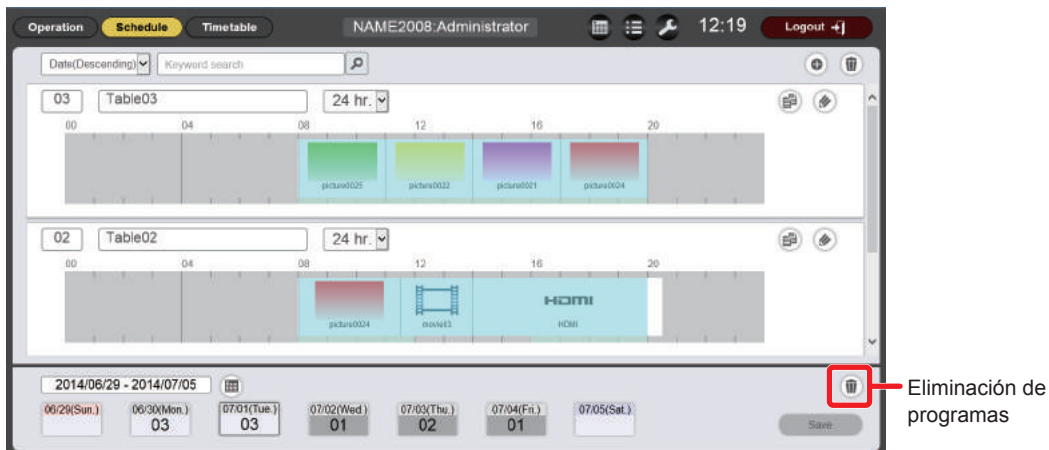 Operation Schedule Timetable NAME2008:Administrator 12:19 Logout
Date(Descending) Keyword search
03 Table03 24 hr.
00 04 08 12 16 20
picture0025 picture0022 picture0021 picture0024
02 Table02 24 hr.
00 04 08 12 16 20
HDMI
picture0024 movie03 HDMI
2014/06/29 - 2014/07/05
06/29(Sun.) 06/30(Mon.) 07/01(Tue.) 07/02(Wed.) 07/03(Thu.) 07/04(Fri.) 07/05(Sat.)
03 03 01 02 01
Save
Eliminación de
programas